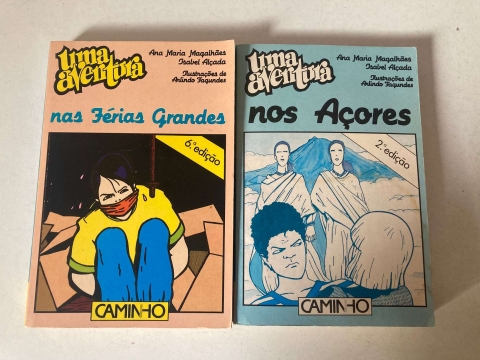 uma
aventura
Ana Maria Magalhães
Isabel Alçada
Ilustrações de
Arlindo Fagundes
nas Férias Grandes
6.ª edição
CAMINHO
uma
aventura
Ana Maria Magalhães
Isabel Alçada
Ilustrações de
Arlindo Fagundes
nos Açores
2.ª edição
CAMINHO